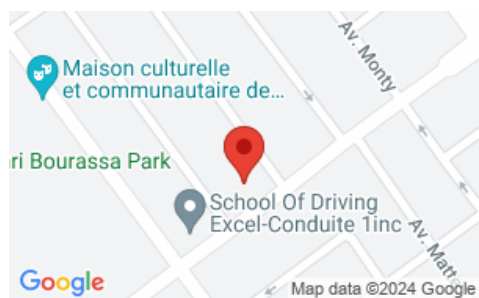 Av. Monty
Maison culturelle
et communautaire de...
ri Bourassa Park
School Of Driving
Excel-Conduite 1inc
Av. Matte
Google
Map data ©2024 Google